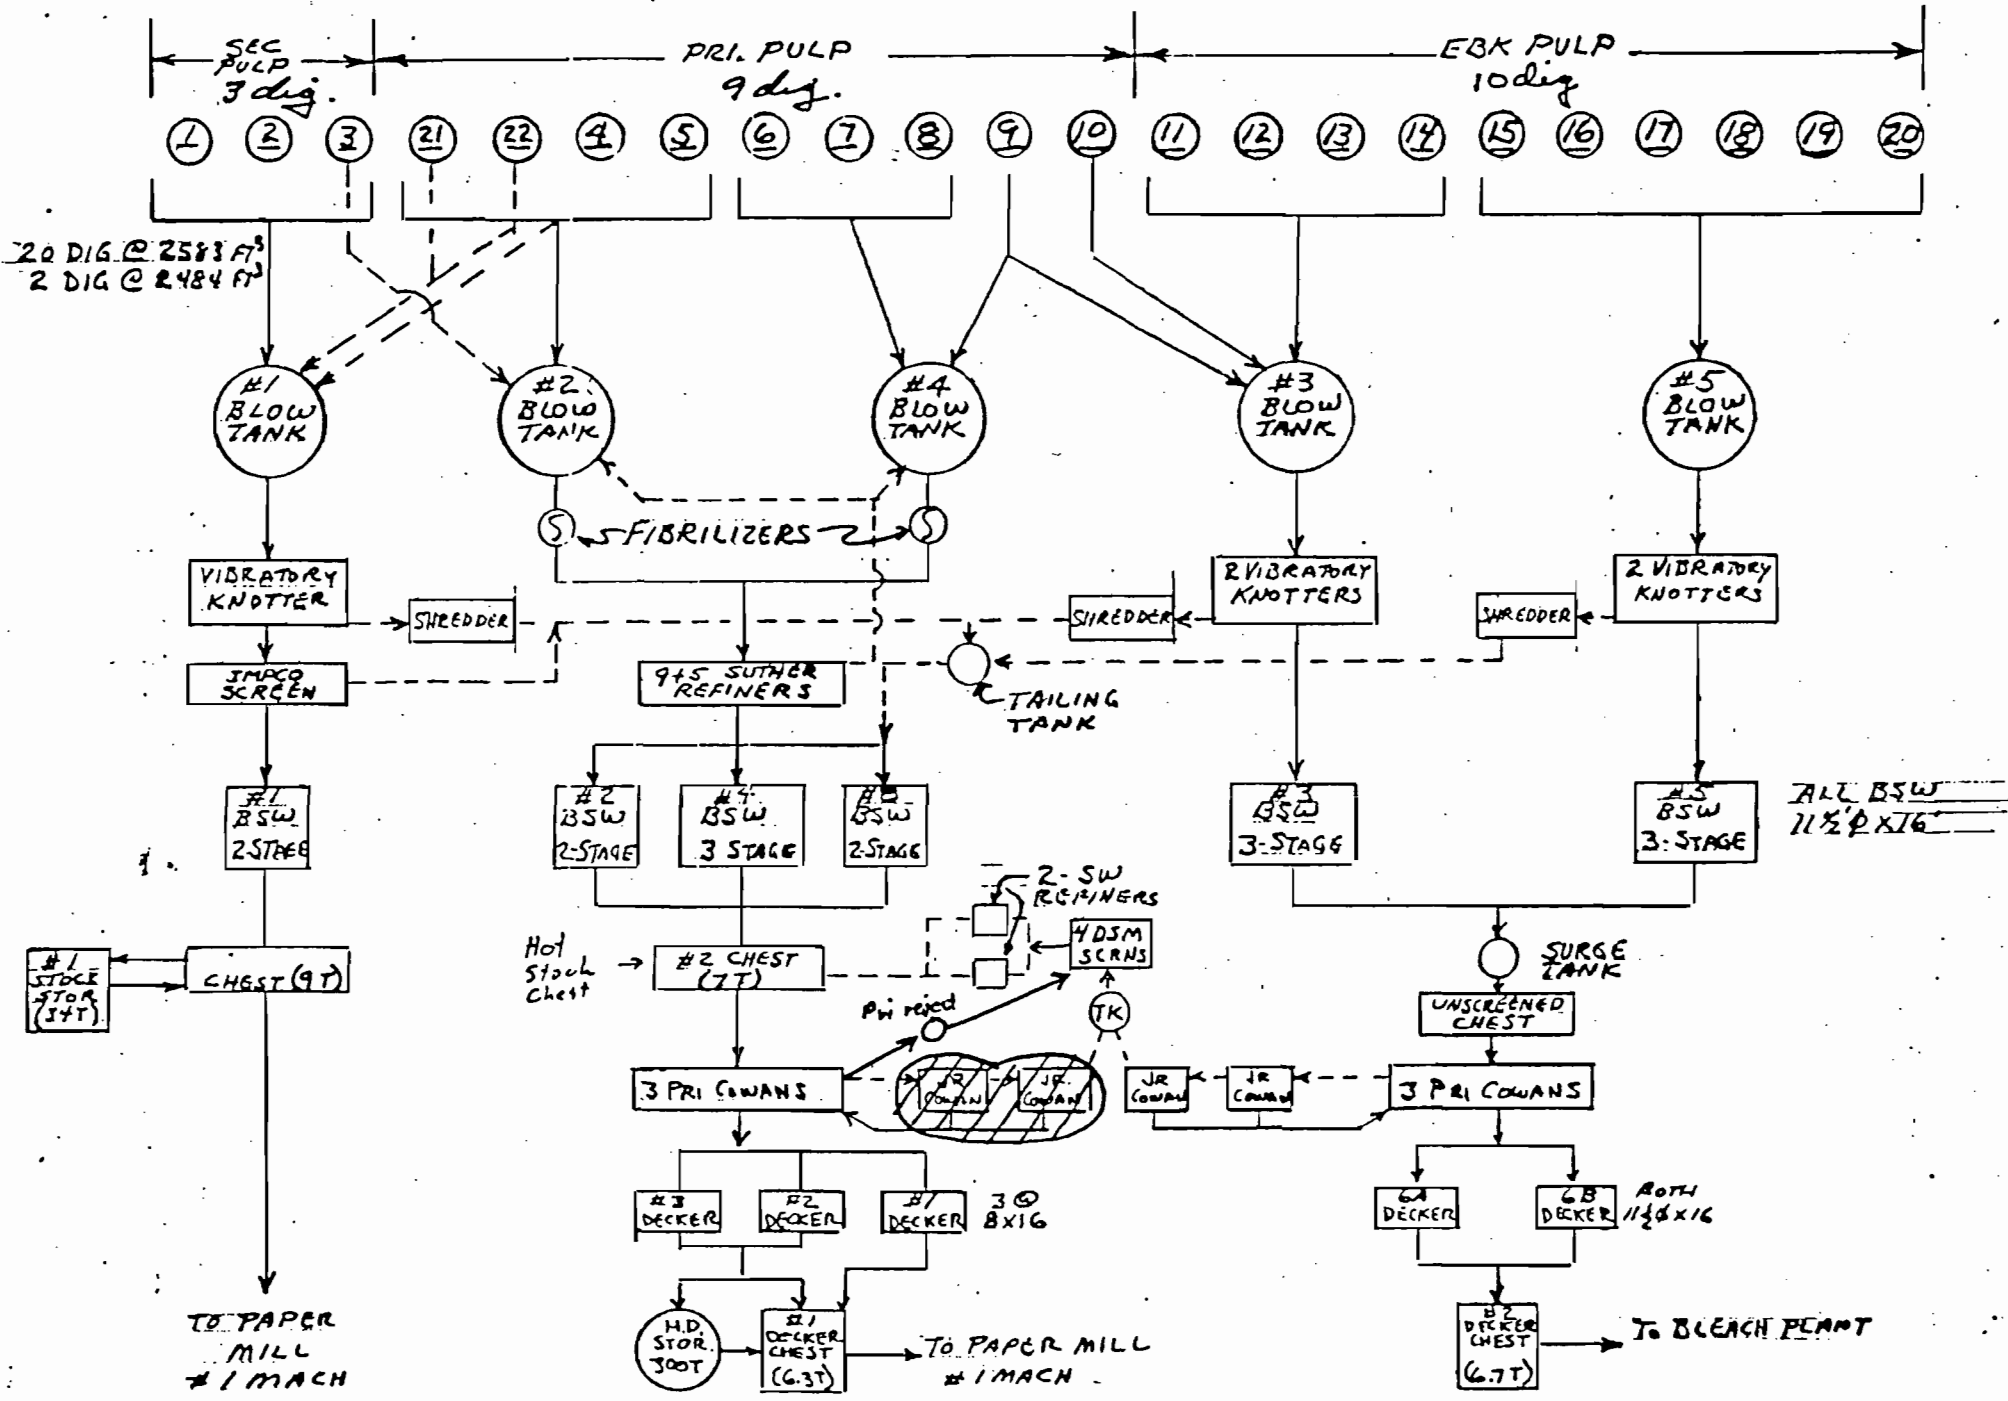 SEC
PULP
3 dig.
PRI. PULP
9 dig.
EBK PULP
10 dig
1 2 3 21 22 4 5 6 7 8 9 10 11 12 13 14 15 16 17 18 19 20
20 DIG @ 2583 FT³
2 DIG @ 2484 FT³
#1
BLOW
TANK
#2
BLOW
TANK
#4
BLOW
TANK
#3
BLOW
TANK
#5
BLOW
TANK
S
FIBRILIZERS
S
VIBRATORY
KNOTTER
SHREDDER
SHREDDER
2 VIBRATORY
KNOTTERS
SHREDDER
2 VIBRATORY
KNOTTERS
IMPCO
SCREEN
9+5 SUTHER
REFINERS
TAILING
TANK
#1
BSW
2-STAGE
#2
BSW
2-STAGE
#4
BSW
3 STAGE
BSW
2-STAGE
#3
BSW
3-STAGE
#5
BSW
3-STAGE
ALL BSW
11½'φ X16'
2-SW
REFINERS
#1
STOCK
STOR
(34T)
CHEST (9T)
Hot
Stock
Chest
#2 CHEST
(7T)
4 DSM
SCRNS
SURGE
TANK
Pri reject
TK
UNSCREENED
CHEST
3 PRI COWANS
JR
COWAN
JR.
COWAN
JR
COWAN
JR
COWAN
3 PRI COWANS
#3
DECKER
#2
DECKER
#1
DECKER
3 @
8X16
6A
DECKER
6B
DECKER
BOTH
11½φX16
TO PAPER
MILL
#1 MACH
H.D.
STOR.
300T
#1
DECKER
CHEST
(6.3T)
TO PAPER MILL
#1 MACH
#2
DECKER
CHEST
(6.7T)
TO BLEACH PLANT